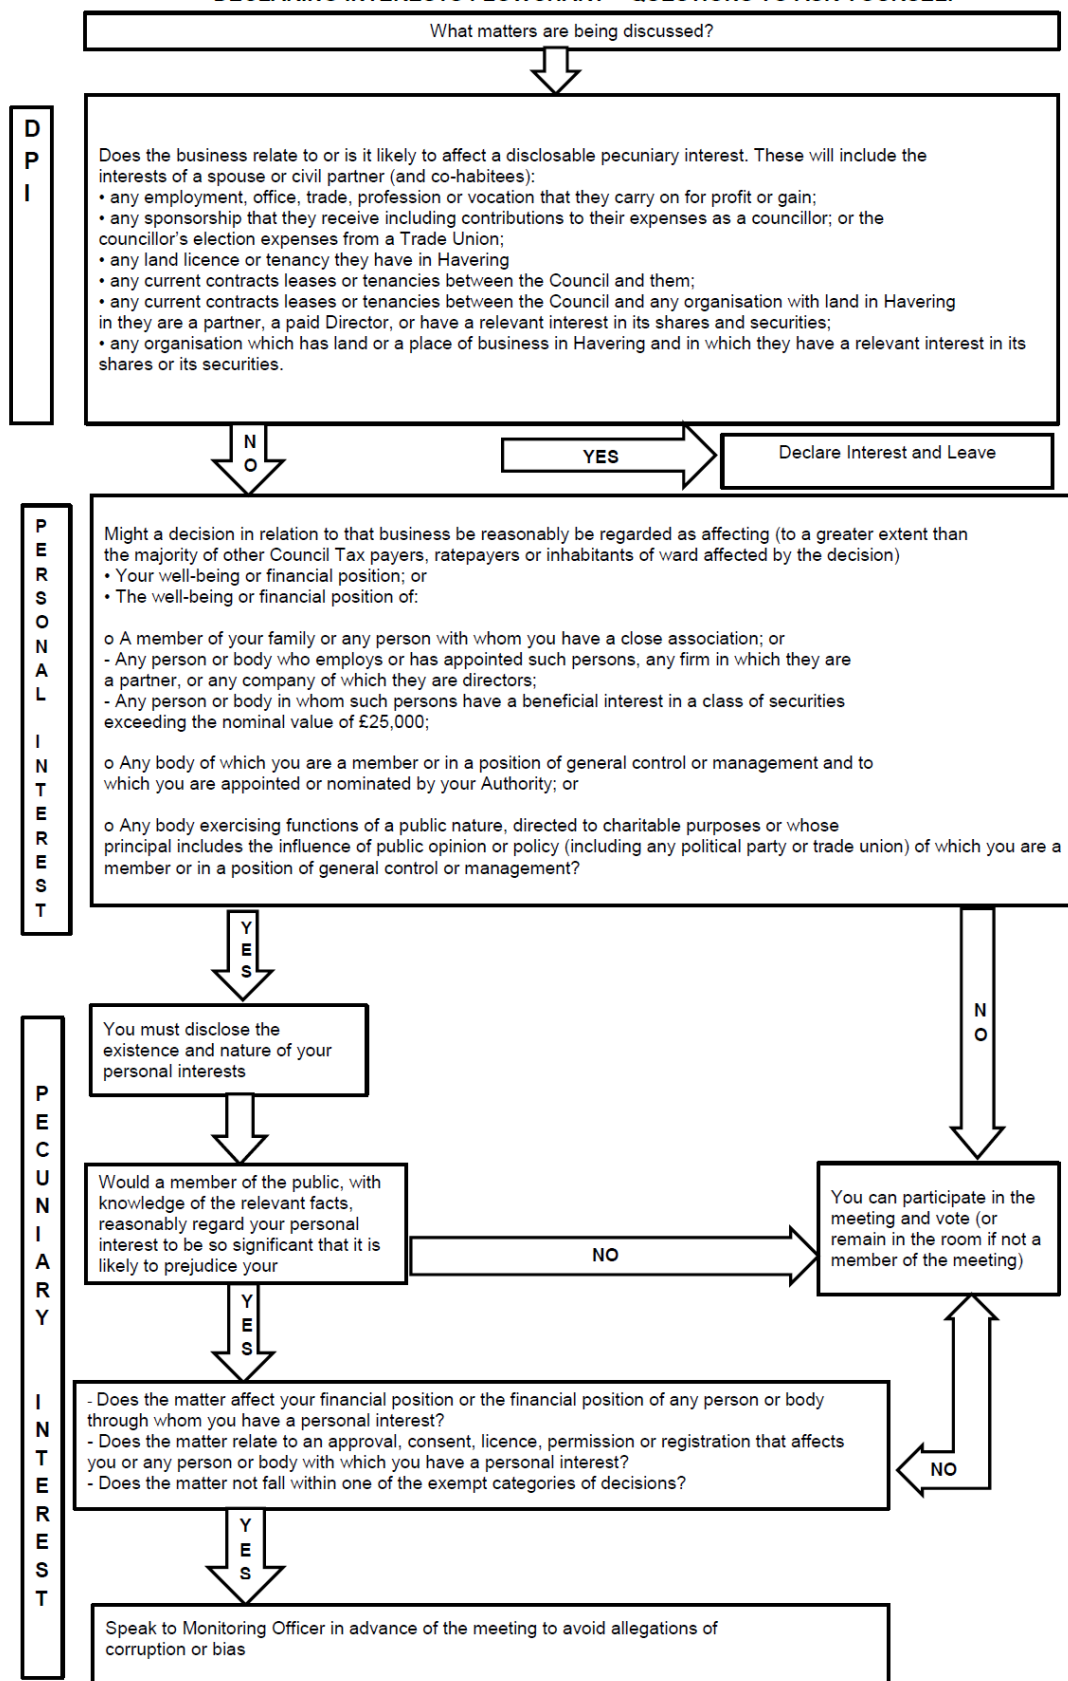 DECLARING INTERESTS FLOWCHART – QUESTIONS TO ASK YOURSELF
What matters are being discussed?
D
P
I
Does the business relate to or is it likely to affect a disclosable pecuniary interest. These will include the
interests of a spouse or civil partner (and co-habitees):
• any employment, office, trade, profession or vocation that they carry on for profit or gain;
• any sponsorship that they receive including contributions to their expenses as a councillor; or the
councillor's election expenses from a Trade Union;
• any land licence or tenancy they have in Havering
• any current contracts leases or tenancies between the Council and them;
• any current contracts leases or tenancies between the Council and any organisation with land in Havering
in they are a partner, a paid Director, or have a relevant interest in its shares and securities;
• any organisation which has land or a place of business in Havering and in which they have a relevant interest in its
shares or its securities.
N
O
YES
Declare Interest and Leave
P
E
R
S
O
N
A
L
I
N
T
E
R
E
S
T
Might a decision in relation to that business be reasonably be regarded as affecting (to a greater extent than
the majority of other Council Tax payers, ratepayers or inhabitants of ward affected by the decision)
• Your well-being or financial position; or
• The well-being or financial position of:
o A member of your family or any person with whom you have a close association; or
- Any person or body who employs or has appointed such persons, any firm in which they are
a partner, or any company of which they are directors;
- Any person or body in whom such persons have a beneficial interest in a class of securities
exceeding the nominal value of £25,000;
o Any body of which you are a member or in a position of general control or management and to
which you are appointed or nominated by your Authority; or
o Any body exercising functions of a public nature, directed to charitable purposes or whose
principal includes the influence of public opinion or policy (including any political party or trade union) of which you are a
member or in a position of general control or management?
Y
E
S
N
O
You must disclose the
existence and nature of your
personal interests
P
E
C
U
N
I
A
R
Y
I
N
T
E
R
E
S
T
Would a member of the public, with
knowledge of the relevant facts,
reasonably regard your personal
interest to be so significant that it is
likely to prejudice your
NO
You can participate in the
meeting and vote (or
remain in the room if not a
member of the meeting)
Y
E
S
- Does the matter affect your financial position or the financial position of any person or body
through whom you have a personal interest?
- Does the matter relate to an approval, consent, licence, permission or registration that affects
you or any person or body with which you have a personal interest?
- Does the matter not fall within one of the exempt categories of decisions?
NO
Y
E
S
Speak to Monitoring Officer in advance of the meeting to avoid allegations of
corruption or bias